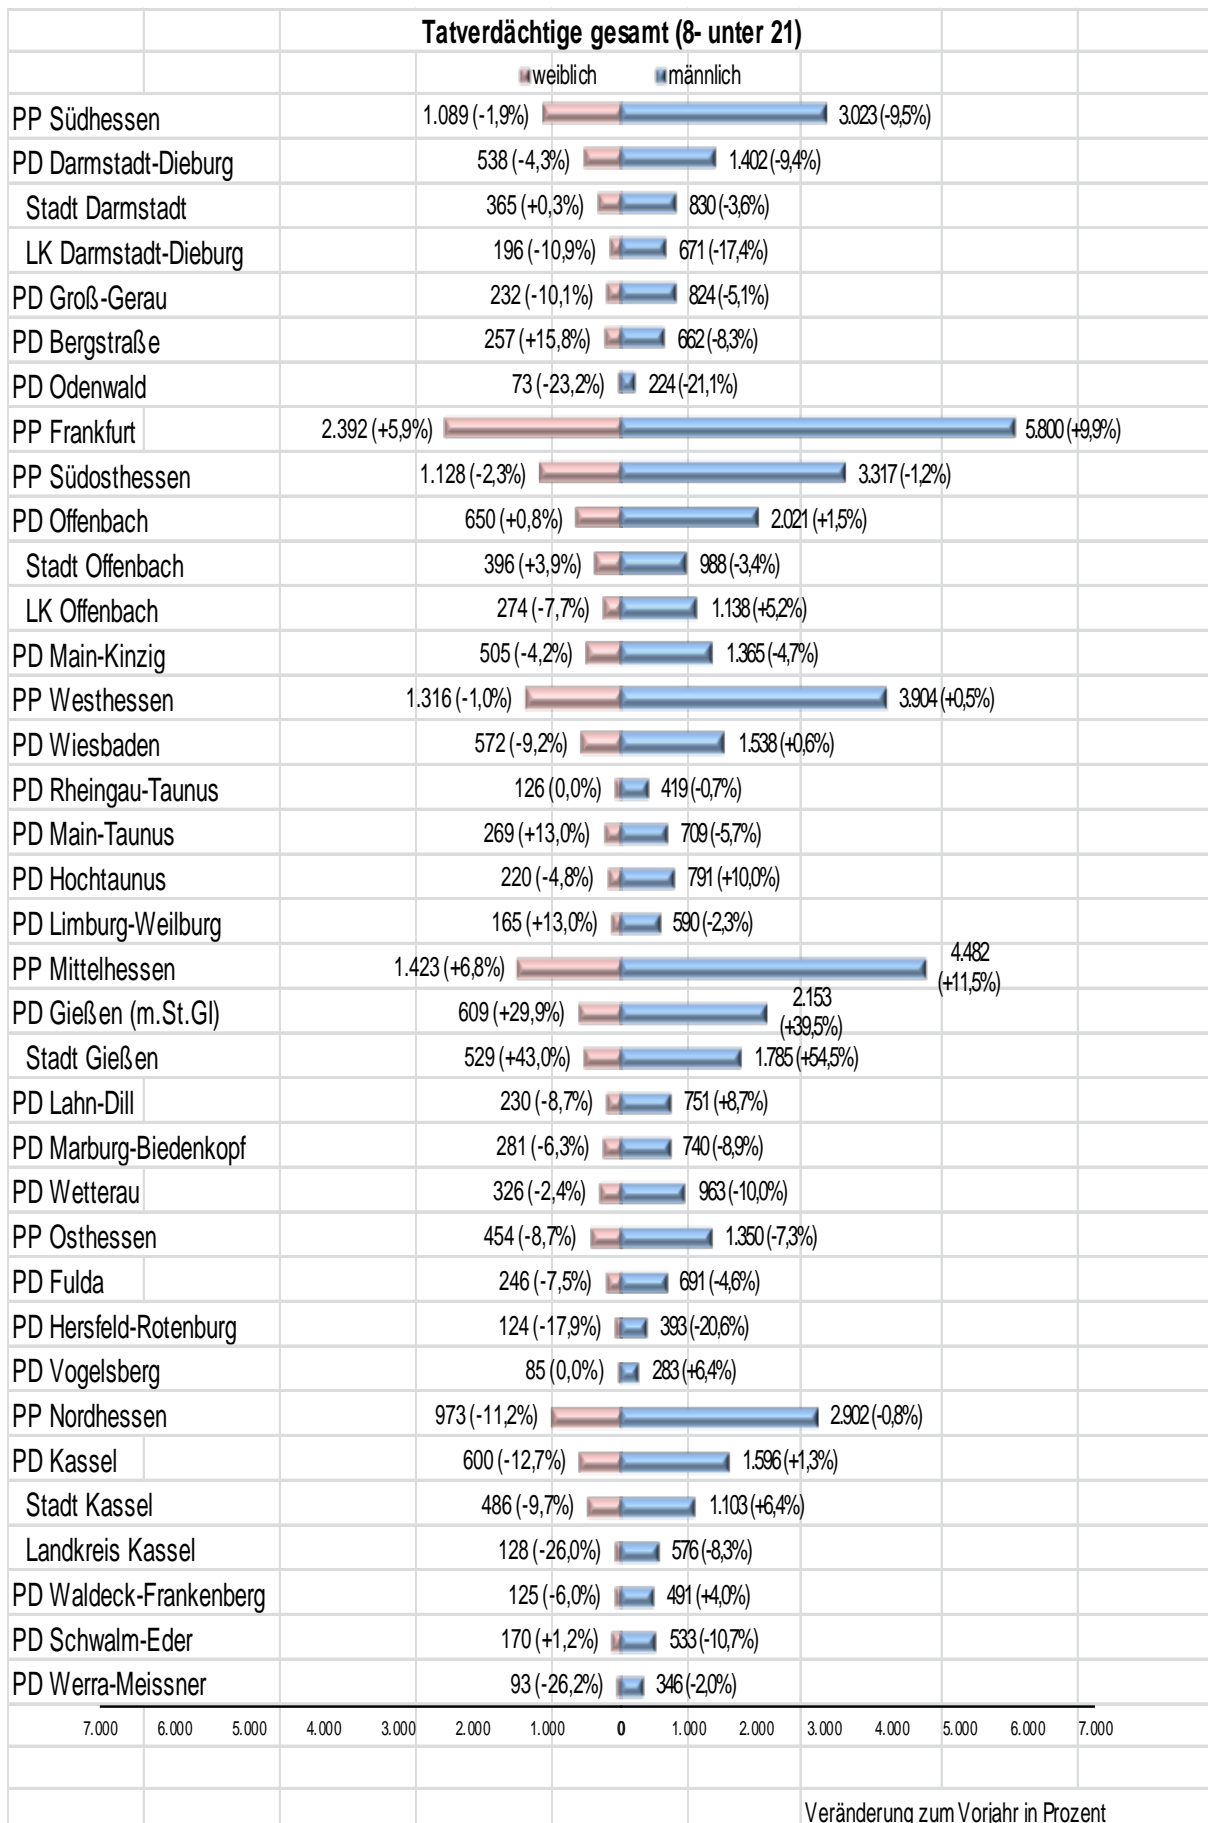 Tatverdächtige gesamt (8- unter 21)
weiblich männlich
PP Südhessen 1.089 (-1,9%) 3.023 (-9,5%)
PD Darmstadt-Dieburg 538 (-4,3%) 1.402 (-9,4%)
Stadt Darmstadt 365 (+0,3%) 830 (-3,6%)
LK Darmstadt-Dieburg 196 (-10,9%) 671 (-17,4%)
PD Groß-Gerau 232 (-10,1%) 824 (-5,1%)
PD Bergstraße 257 (+15,8%) 662 (-8,3%)
PD Odenwald 73 (-23,2%) 224 (-21,1%)
PP Frankfurt 2.392 (+5,9%) 5.800 (+9,9%)
PP Südosthessen 1.128 (-2,3%) 3.317 (-1,2%)
PD Offenbach 650 (+0,8%) 2.021 (+1,5%)
Stadt Offenbach 396 (+3,9%) 988 (-3,4%)
LK Offenbach 274 (-7,7%) 1.138 (+5,2%)
PD Main-Kinzig 505 (-4,2%) 1.365 (-4,7%)
PP Westhessen 1.316 (-1,0%) 3.904 (+0,5%)
PD Wiesbaden 572 (-9,2%) 1.538 (+0,6%)
PD Rheingau-Taunus 126 (0,0%) 419 (-0,7%)
PD Main-Taunus 269 (+13,0%) 709 (-5,7%)
PD Hochtaunus 220 (-4,8%) 791 (+10,0%)
PD Limburg-Weilburg 165 (+13,0%) 590 (-2,3%)
PP Mittelhessen 1.423 (+6,8%) 4.482
(+11,5%)
PD Gießen (m.St.GI) 609 (+29,9%) 2.153
(+39,5%)
Stadt Gießen 529 (+43,0%) 1.785 (+54,5%)
PD Lahn-Dill 230 (-8,7%) 751 (+8,7%)
PD Marburg-Biedenkopf 281 (-6,3%) 740 (-8,9%)
PD Wetterau 326 (-2,4%) 963 (-10,0%)
PP Osthessen 454 (-8,7%) 1.350 (-7,3%)
PD Fulda 246 (-7,5%) 691 (-4,6%)
PD Hersfeld-Rotenburg 124 (-17,9%) 393 (-20,6%)
PD Vogelsberg 85 (0,0%) 283 (+6,4%)
PP Nordhessen 973 (-11,2%) 2.902 (-0,8%)
PD Kassel 600 (-12,7%) 1.596 (+1,3%)
Stadt Kassel 486 (-9,7%) 1.103 (+6,4%)
Landkreis Kassel 128 (-26,0%) 576 (-8,3%)
PD Waldeck-Frankenberg 125 (-6,0%) 491 (+4,0%)
PD Schwalm-Eder 170 (+1,2%) 533 (-10,7%)
PD Werra-Meissner 93 (-26,2%) 346 (-2,0%)
7.000 6.000 5.000 4.000 3.000 2.000 1.000 0 1.000 2.000 3.000 4.000 5.000 6.000 7.000
Veränderung zum Vorjahr in Prozent